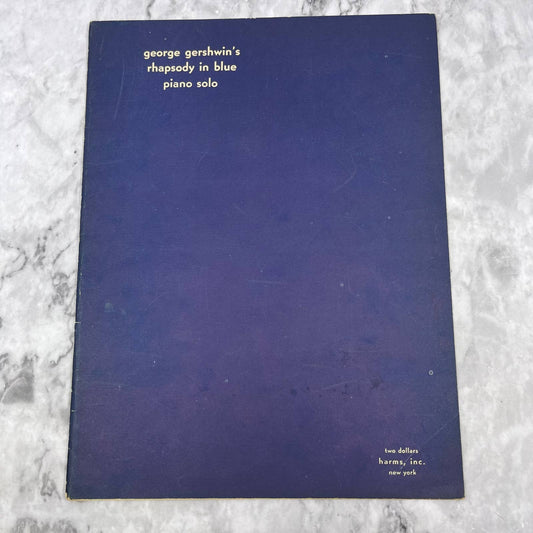 george gershwin's
rhapsody in blue
piano solo
two dollars
harms, inc.
new york